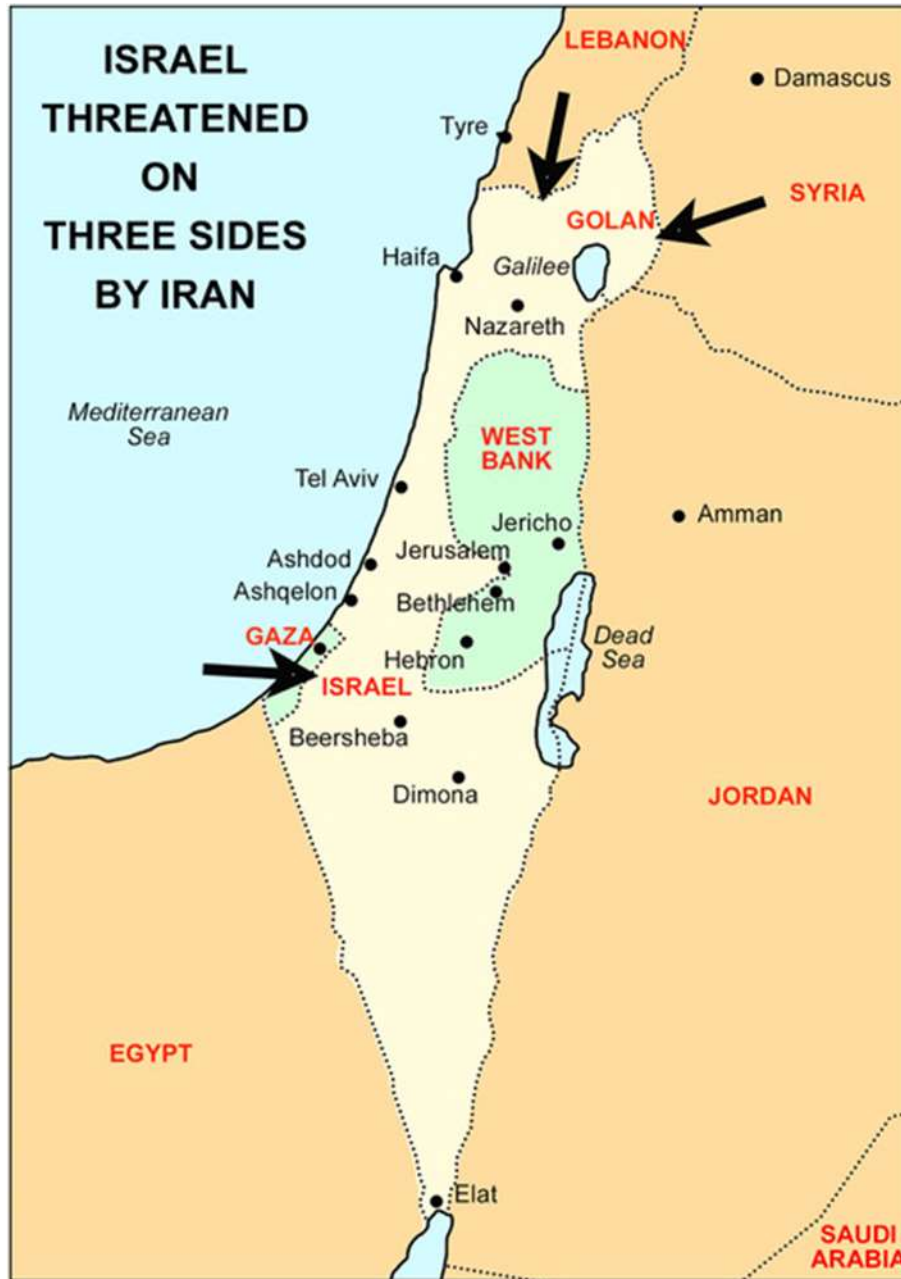 ISRAEL
THREATENED
ON
THREE SIDES
BY IRAN
LEBANON
Damascus
Tyre
SYRIA
GOLAN
Haifa
Galilee
Nazareth
Mediterranean
Sea
WEST
BANK
Tel Aviv
Jericho
Amman
Jerusalem
Ashdod
Ashqelon
Bethlehem
GAZA
Dead
Sea
Hebron
ISRAEL
Beersheba
Dimona
JORDAN
EGYPT
Elat
SAUDI
ARABIA